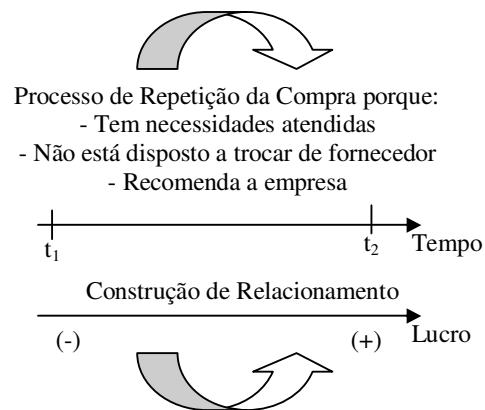 Processo de Repetição da Compra porque:
- Tem necessidades atendidas
- Não está disposto a trocar de fornecedor
- Recomenda a empresa
t1 t2 Tempo
Construção de Relacionamento
(-) (+) Lucro